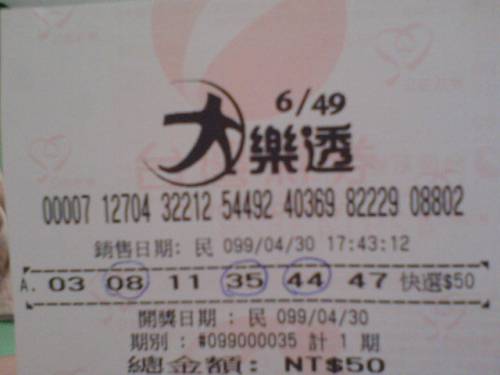 6/49
大樂透
00007 12704 32212 54492 40369 82229 08802
銷售日期: 民 099/04/30 17:43:12
A. 03 08 11 35 44 47 快選$50
開獎日期 : 民 099/04/30
期別 : #099000035 計 1 期
總金額: NT$50